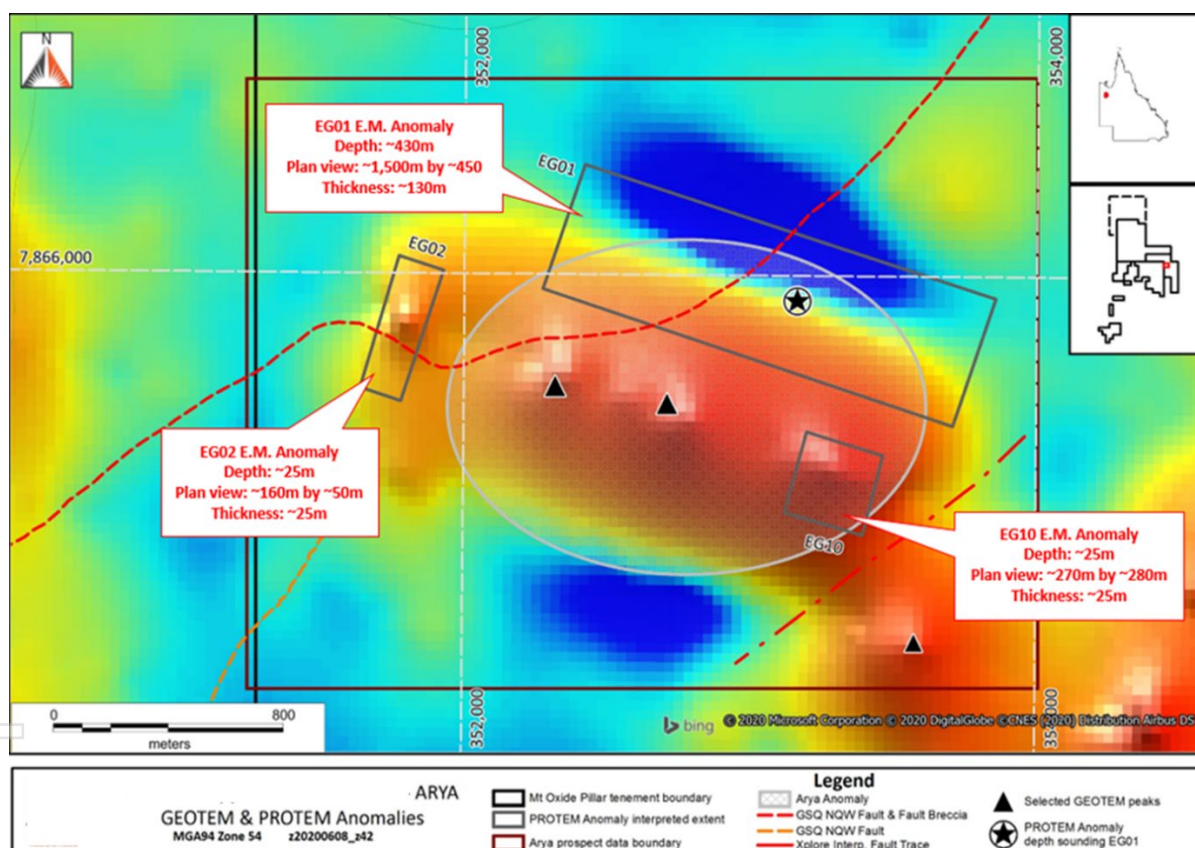 N
352,000
354,000
EG01 E.M. Anomaly
Depth: ~430m
Plan view: ~1,500m by ~450
Thickness: ~130m
EG01
EG02
7,866,000
EG02 E.M. Anomaly
Depth: ~25m
Plan view: ~160m by ~50m
Thickness: ~25m
EG10
EG10 E.M. Anomaly
Depth: ~25m
Plan view: ~270m by ~280m
Thickness: ~25m
0 800
meters
352,000
354,000
bing © 2020 Microsoft Corporation © 2020 DigitalGlobe ©CNES (2020) Distribution Airbus DS
ARYA
GEOTEM & PROTEM Anomalies
MGA94 Zone 54 z20200608_z42
Legend
Mt Oxide Pillar tenement boundary
PROTEM Anomaly interpreted extent
Arya prospect data boundary
Arya Anomaly
GSQ NQW Fault & Fault Breccia
GSQ NQW Fault
Xplore Interp. Fault Trace
Selected GEOTEM peaks
PROTEM Anomaly
depth sounding EG01